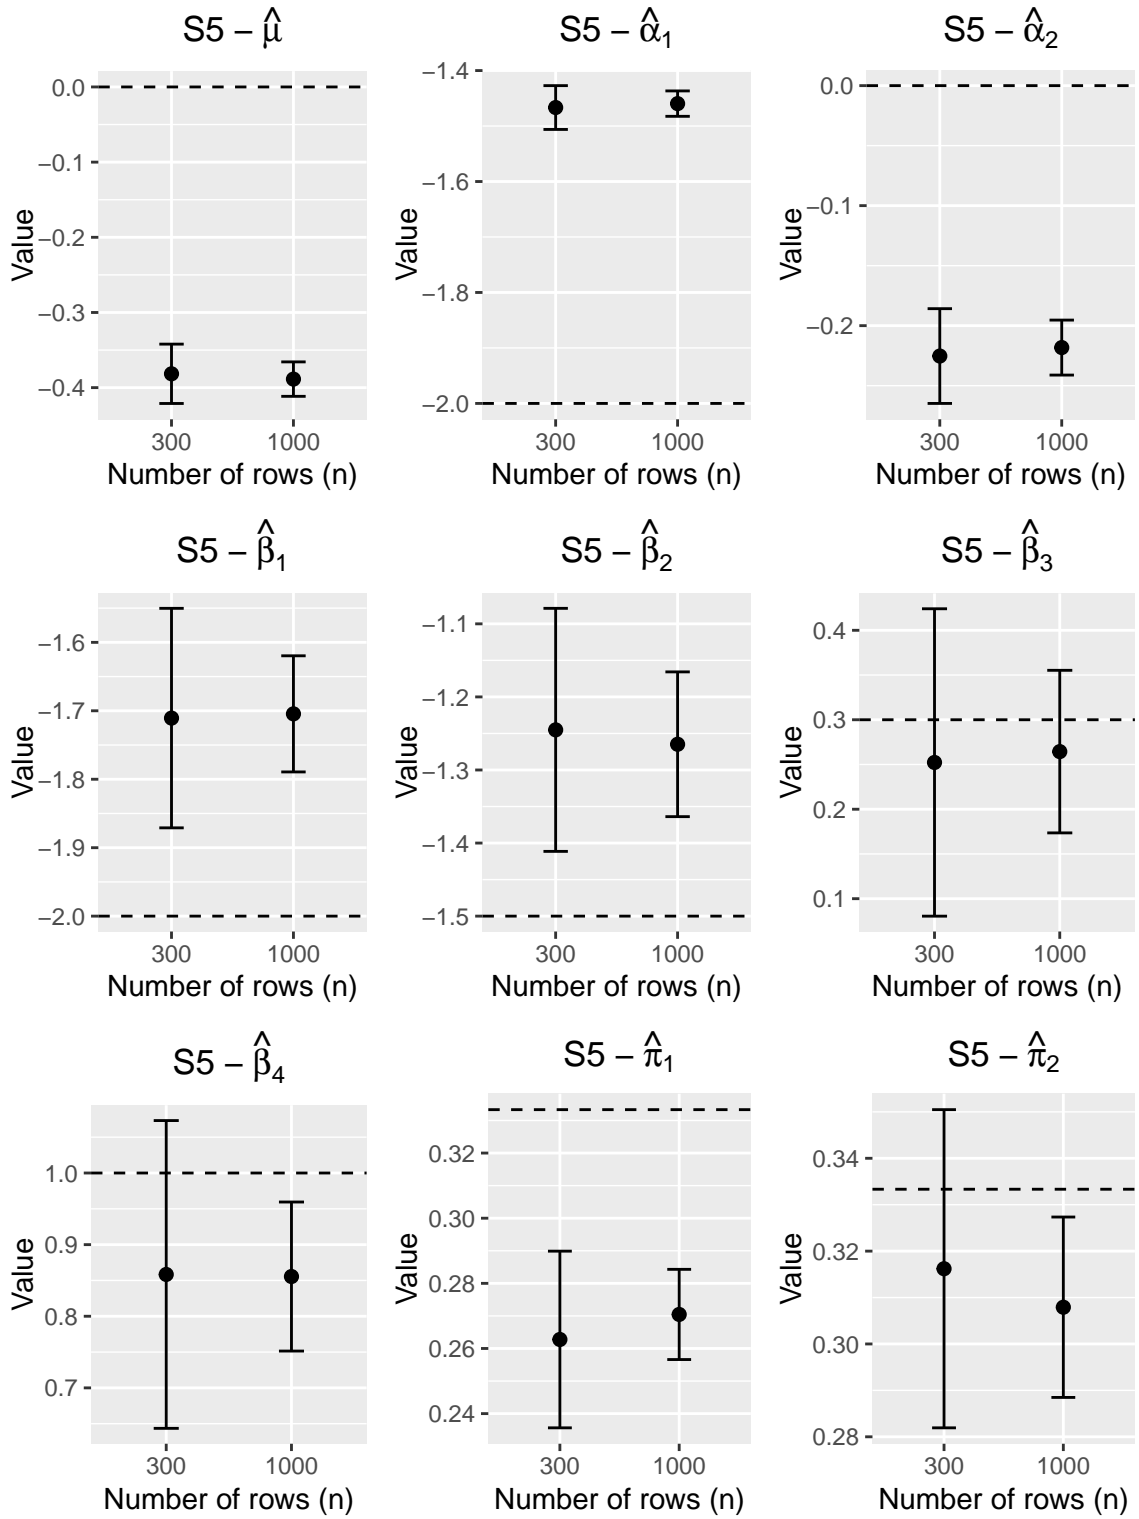 S5 – μ̂
S5 – α̂₁
S5 – α̂₂
Value
0.0
−0.1
−0.2
−0.3
−0.4
300
1000
Number of rows (n)
Value
−1.4
−1.6
−1.8
−2.0
300
1000
Number of rows (n)
Value
0.0
−0.1
−0.2
300
1000
Number of rows (n)
S5 – β̂₁
S5 – β̂₂
S5 – β̂₃
Value
−1.6
−1.7
−1.8
−1.9
−2.0
300
1000
Number of rows (n)
Value
−1.1
−1.2
−1.3
−1.4
−1.5
300
1000
Number of rows (n)
Value
0.4
0.3
0.2
0.1
300
1000
Number of rows (n)
S5 – β̂₄
S5 – π̂₁
S5 – π̂₂
Value
1.0
0.9
0.8
0.7
300
1000
Number of rows (n)
Value
0.32
0.30
0.28
0.26
0.24
300
1000
Number of rows (n)
Value
0.34
0.32
0.30
0.28
300
1000
Number of rows (n)